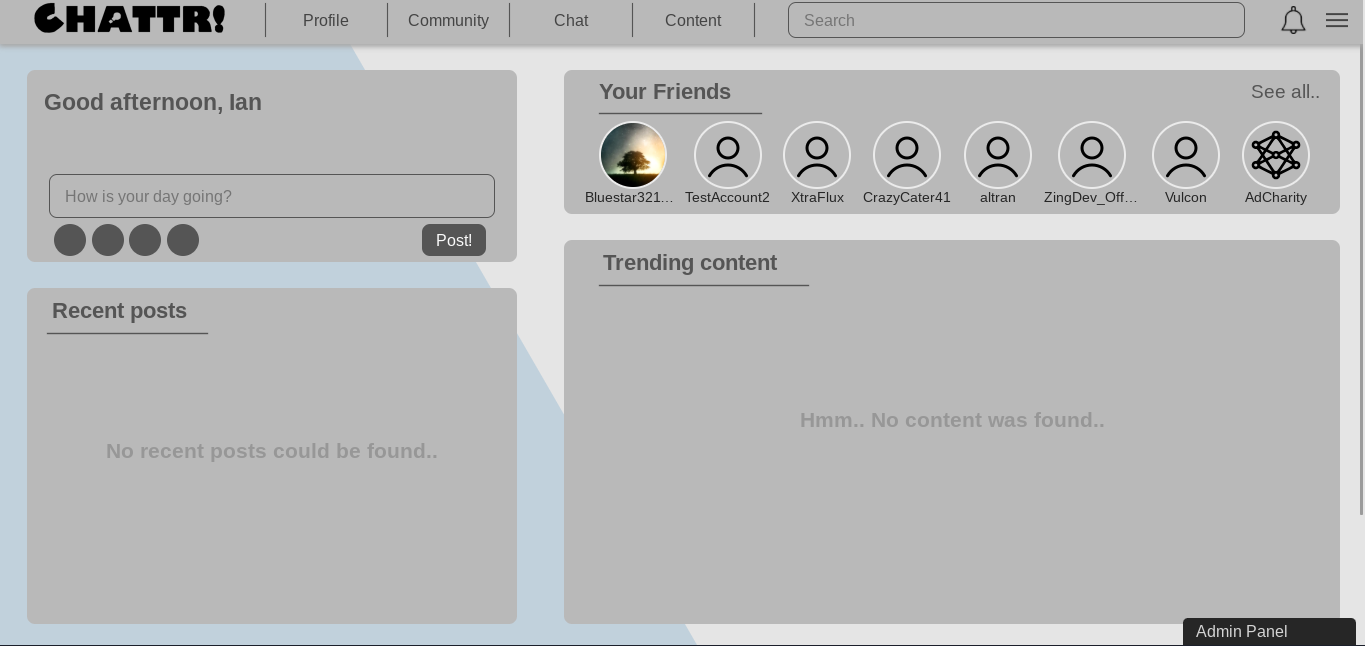 CHATTR!
Profile
Community
Chat
Content
Search
Good afternoon, Ian
How is your day going?
Post!
Recent posts
No recent posts could be found..
Your Friends
See all..
Bluestar321...
TestAccount2
XtraFlux
CrazyCater41
altran
ZingDev_Off...
Vulcon
AdCharity
Trending content
Hmm.. No content was found..
Admin Panel